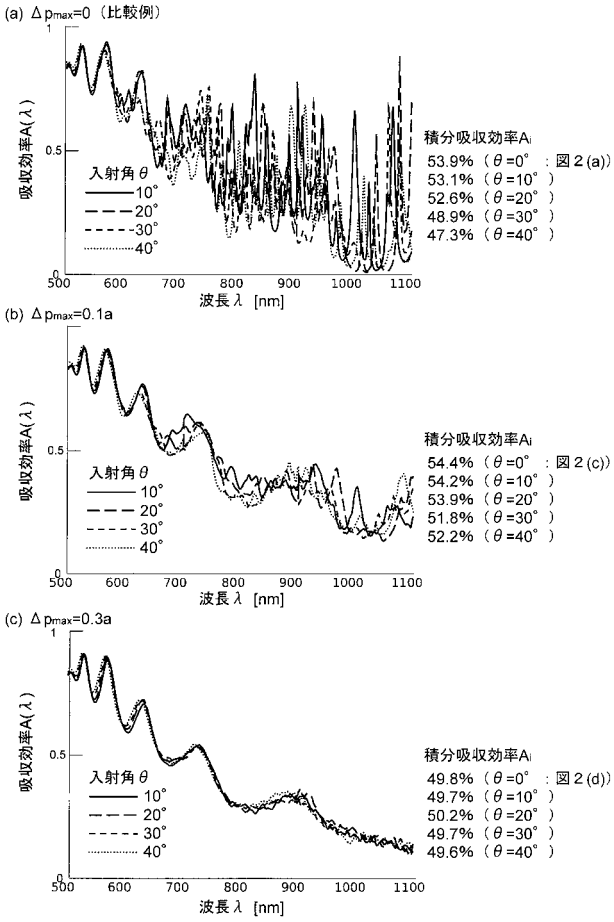 (a) Δpmax=0 (比較例)
1
吸収効率A(λ)
0.5
0
入射角θ
10°
20°
30°
40°
500 600 700 800 900 1000 1100
波長λ [nm]
積分吸収効率Ai
53.9% (θ=0° : 図2(a))
53.1% (θ=10°)
52.6% (θ=20°)
48.9% (θ=30°)
47.3% (θ=40°)
(b) Δpmax=0.1a
吸収効率A(λ)
0.5
0
入射角θ
10°
20°
30°
40°
500 600 700 800 900 1000 1100
波長λ [nm]
積分吸収効率Ai
54.4% (θ=0° : 図2(c))
54.2% (θ=10°)
53.9% (θ=20°)
51.8% (θ=30°)
52.2% (θ=40°)
(c) Δpmax=0.3a
1
吸収効率A(λ)
0.5
0
入射角θ
10°
20°
30°
40°
500 600 700 800 900 1000 1100
波長λ [nm]
積分吸収効率Ai
49.8% (θ=0° : 図2(d))
49.7% (θ=10°)
50.2% (θ=20°)
49.7% (θ=30°)
49.6% (θ=40°)